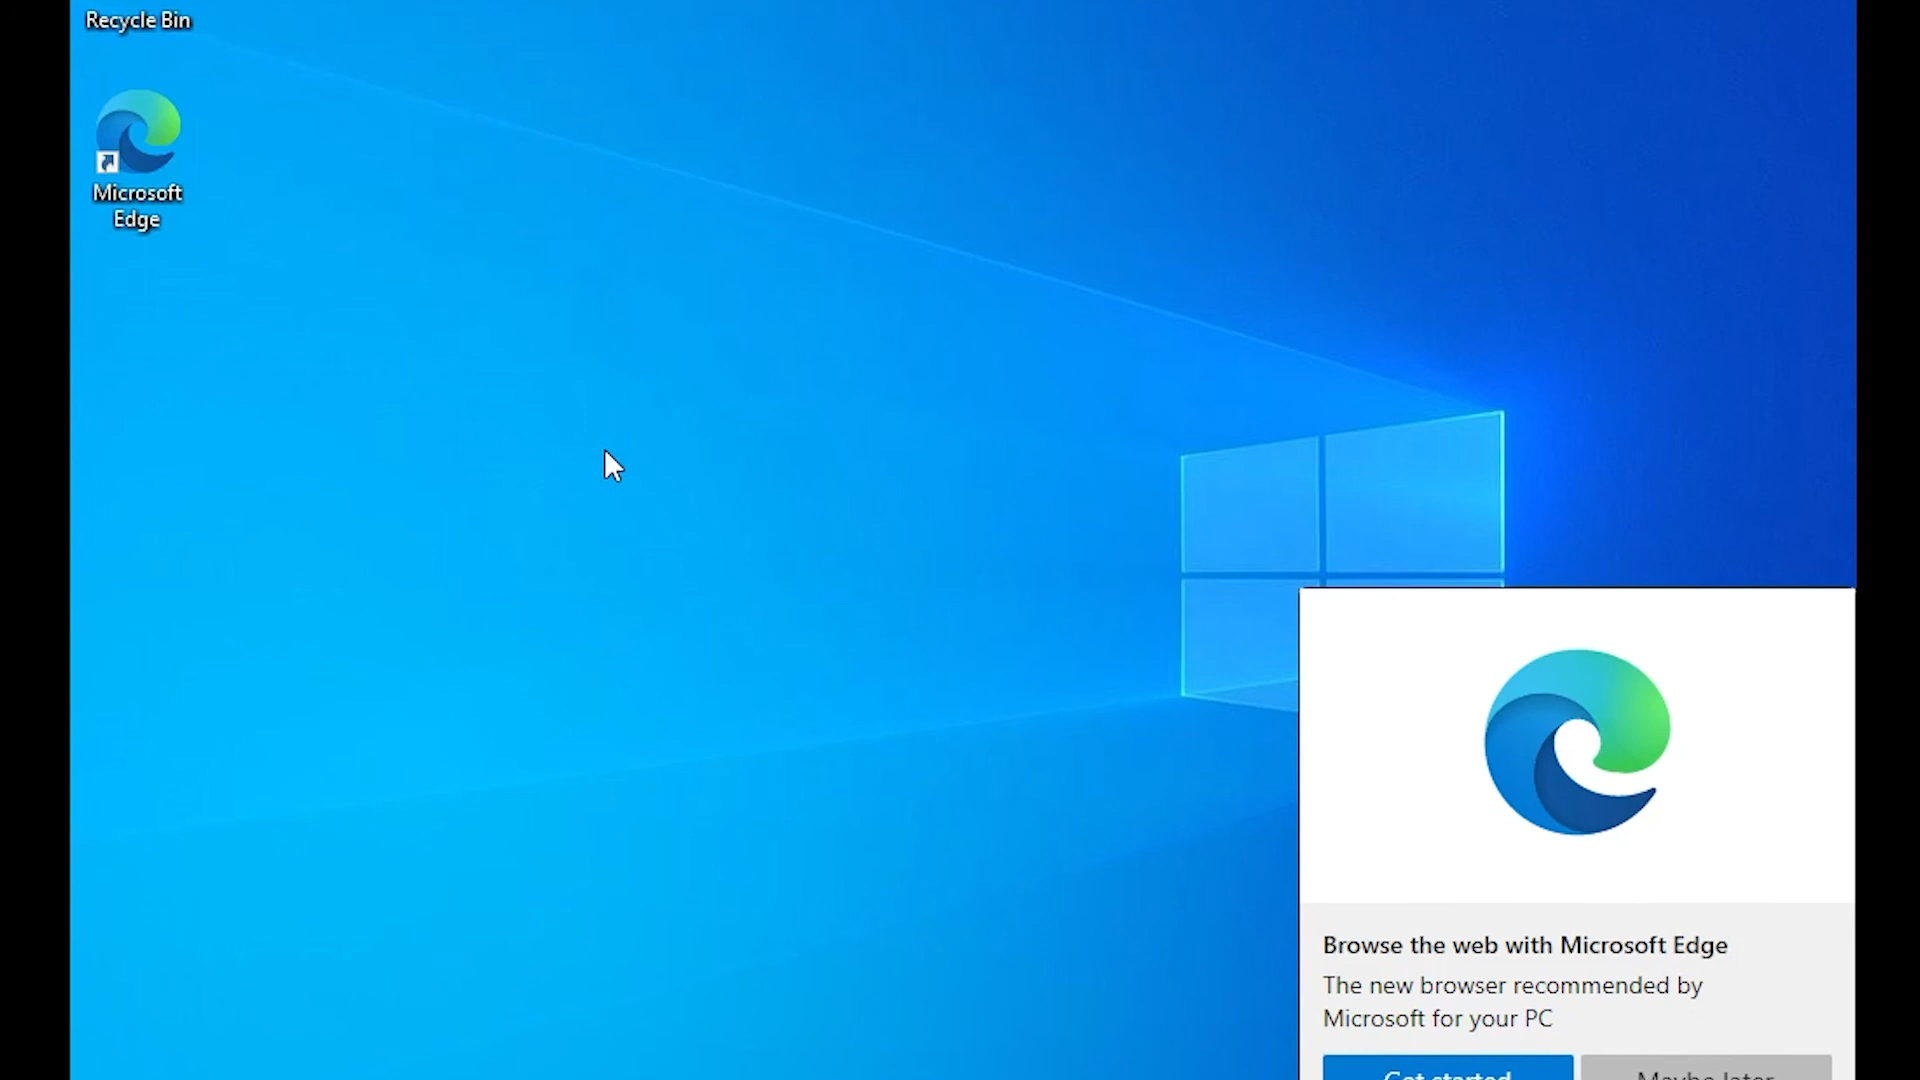 Recycle Bin
Microsoft
Edge
Browse the web with Microsoft Edge
The new browser recommended by
Microsoft for your PC
Get started
Maybe later